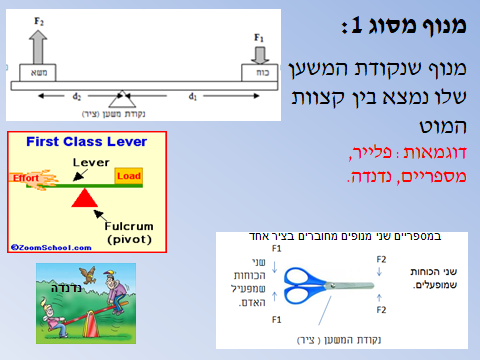 מנוף מסוג 1:
מנוף שנקודת המשען
שלו נמצא בין קצוות
המוט
דוגמאות: פלייר,
מספריים, נדנדה.
F2
F1
משא
כוח
d2
d1
נקודת משען (ציר)
First Class Lever
Lever
Effort
Load
Fulcrum
(pivot)
©ZoomSchool.com
נדנדה
במספריים שני מנופים מחוברים בציר אחד
F1
F2
שני
הכוחות
שמפעיל
האדם.
שני הכוחות
שמופעלים.
F1
F2
נקודת המשען (ציר)